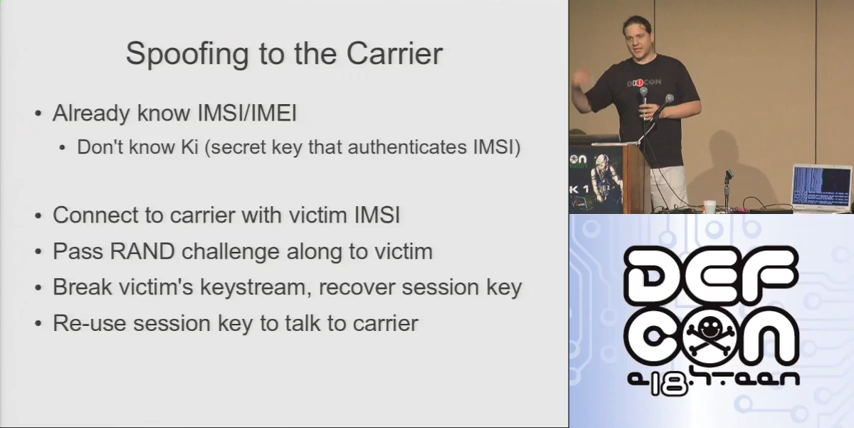 Spoofing to the Carrier
• Already know IMSI/IMEI
• Don't know Ki (secret key that authenticates IMSI)
• Connect to carrier with victim IMSI
• Pass RAND challenge along to victim
• Break victim's keystream, recover session key
• Re-use session key to talk to carrier
DEF
CON